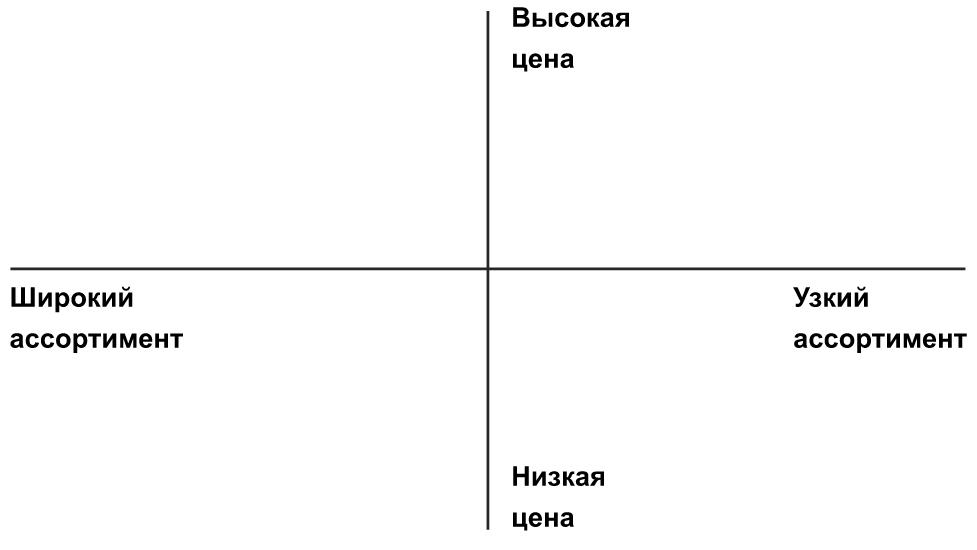 Высокая
цена
Широкий
ассортимент
Узкий
ассортимент
Низкая
цена